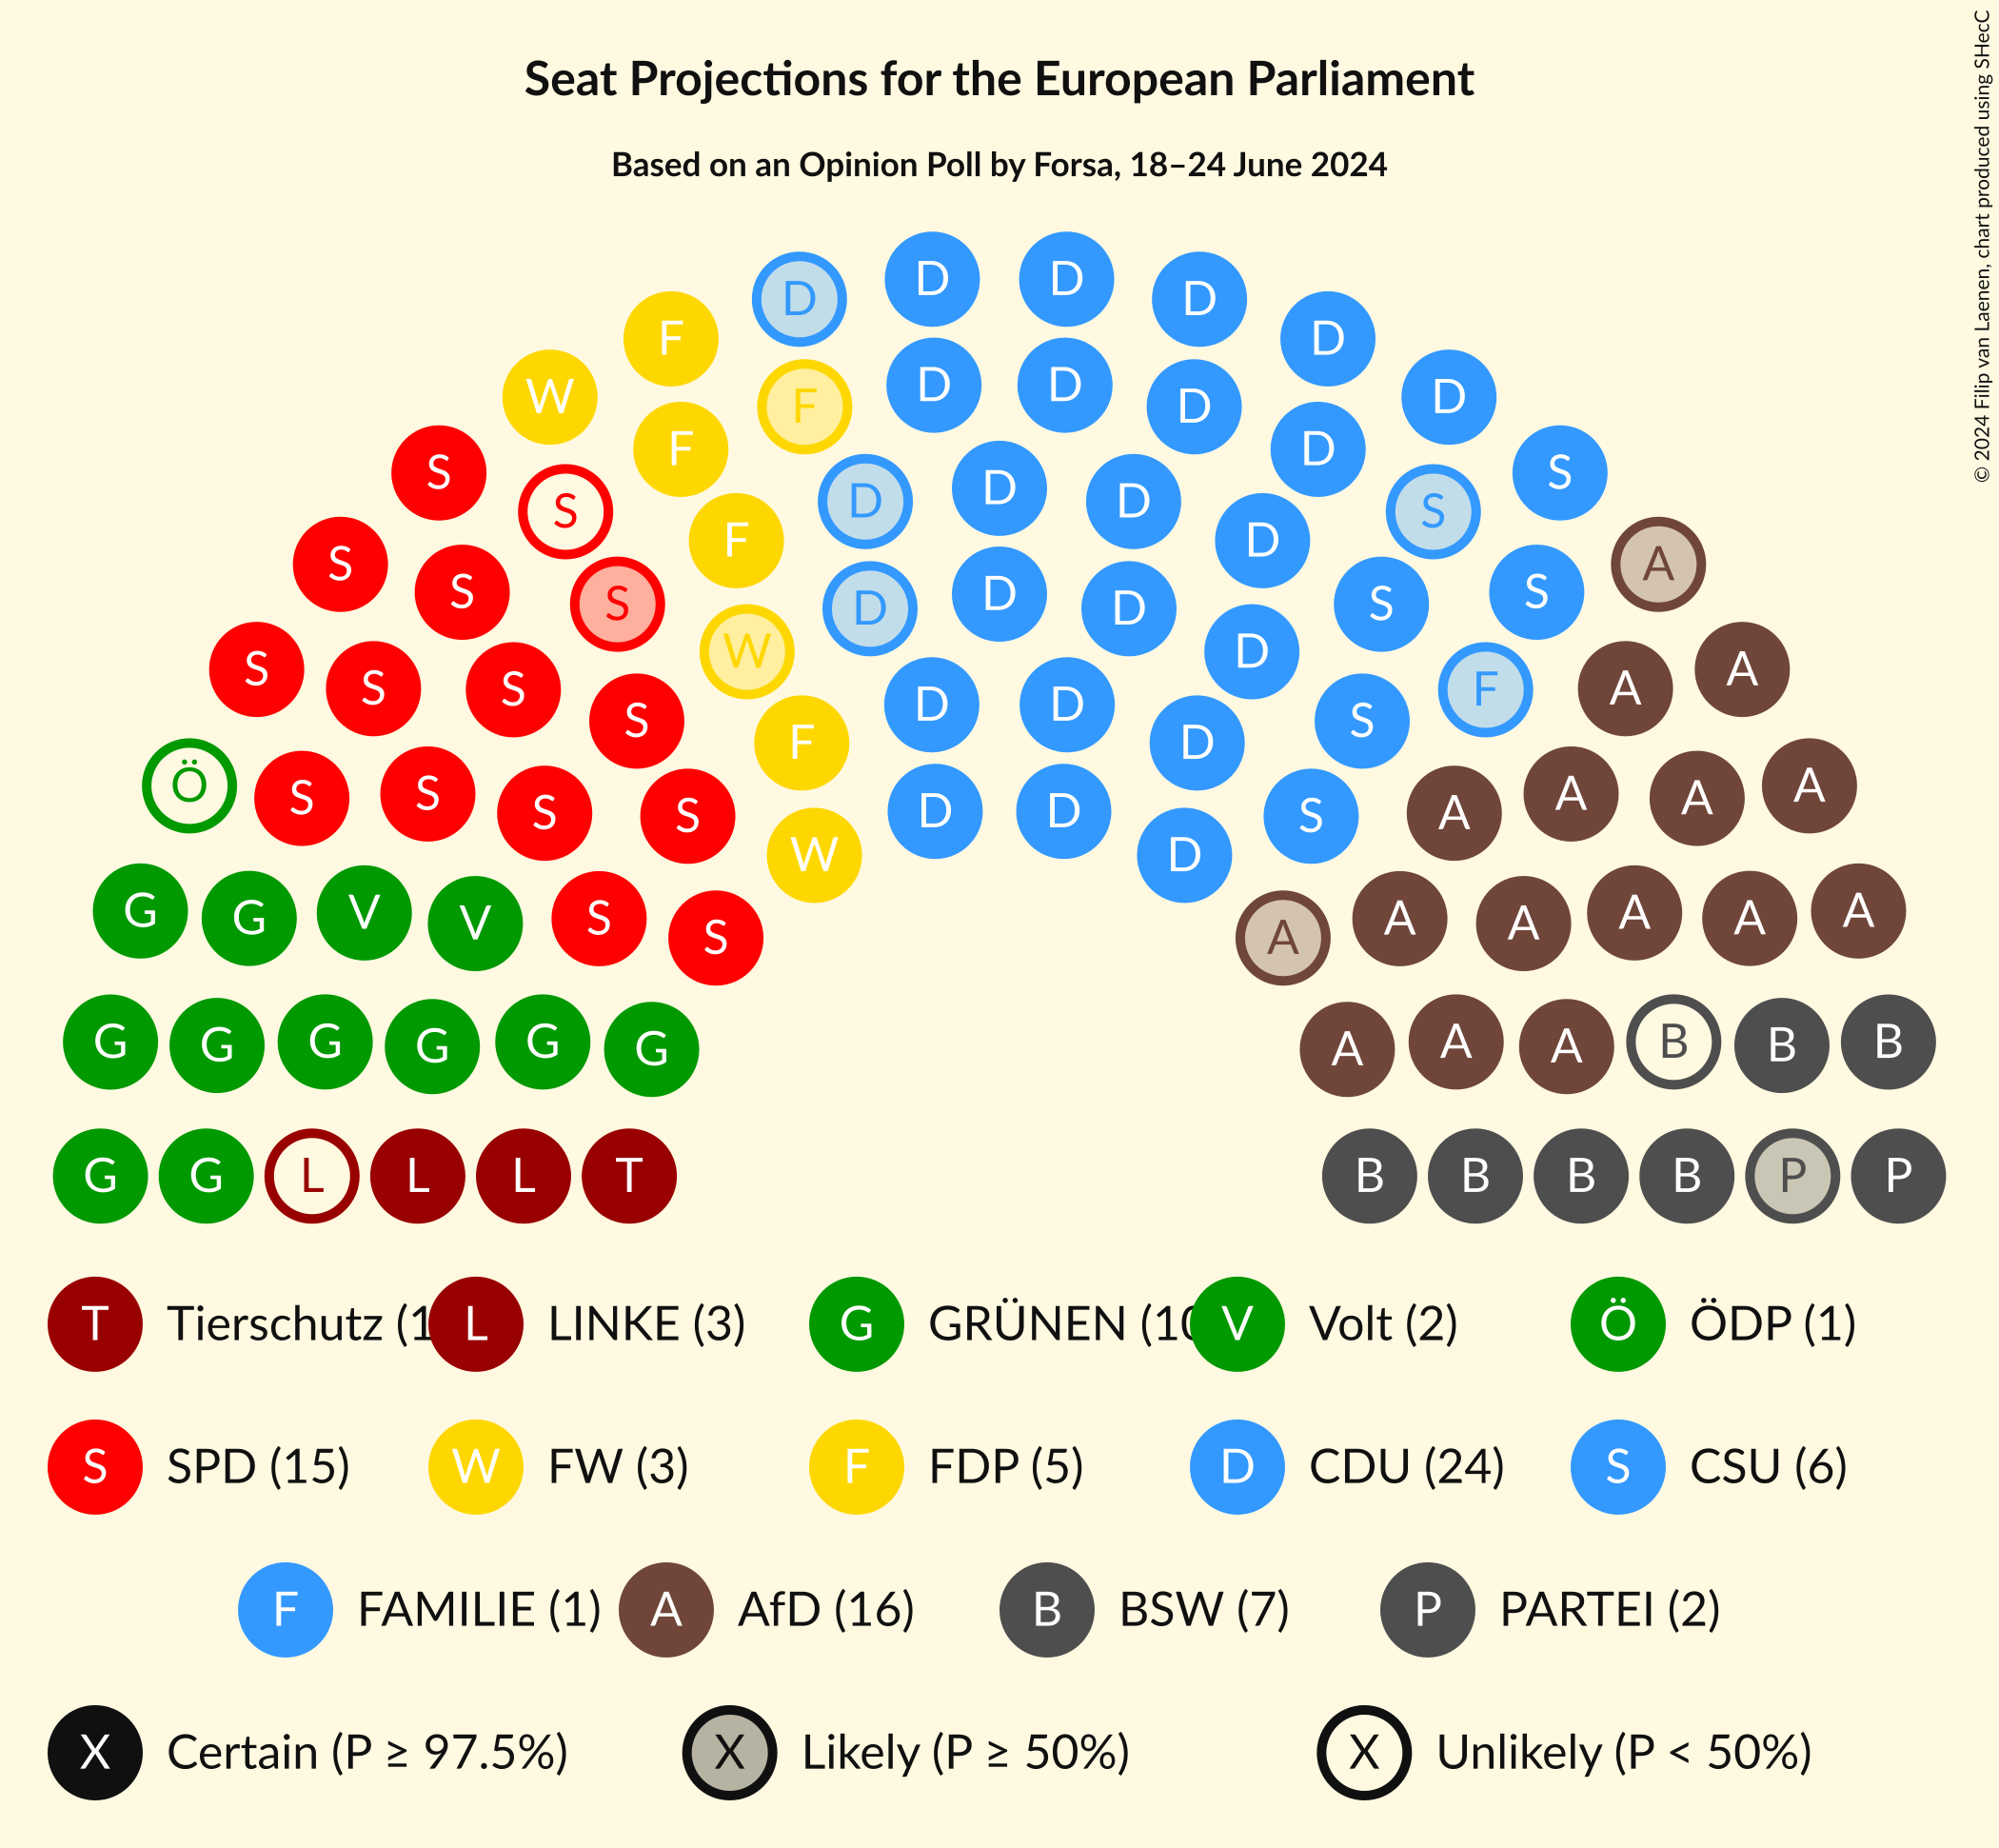 © 2024 Filip van Laenen, chart produced using SHecC
Seat Projections for the European Parliament
Based on an Opinion Poll by Forsa, 18–24 June 2024
D D D D
F D
W F D D D D
S F D S
S D D D S
S F D A
S S D D D S S
S W D A
S S S D D S F A
F D
Ö S S S S D D S A A A A
W D
G G V V S S A A A A A A
G G G G G G A A A B B B
G G L L L T B B B B P P
T Tierschutz (1 L LINKE (3) G GRÜNEN (10 V Volt (2) Ö ÖDP (1)
S SPD (15) W FW (3) F FDP (5) D CDU (24) S CSU (6)
F FAMILIE (1) A AfD (16) B BSW (7) P PARTEI (2)
X Certain (P ≥ 97.5%) X Likely (P ≥ 50%) X Unlikely (P < 50%)